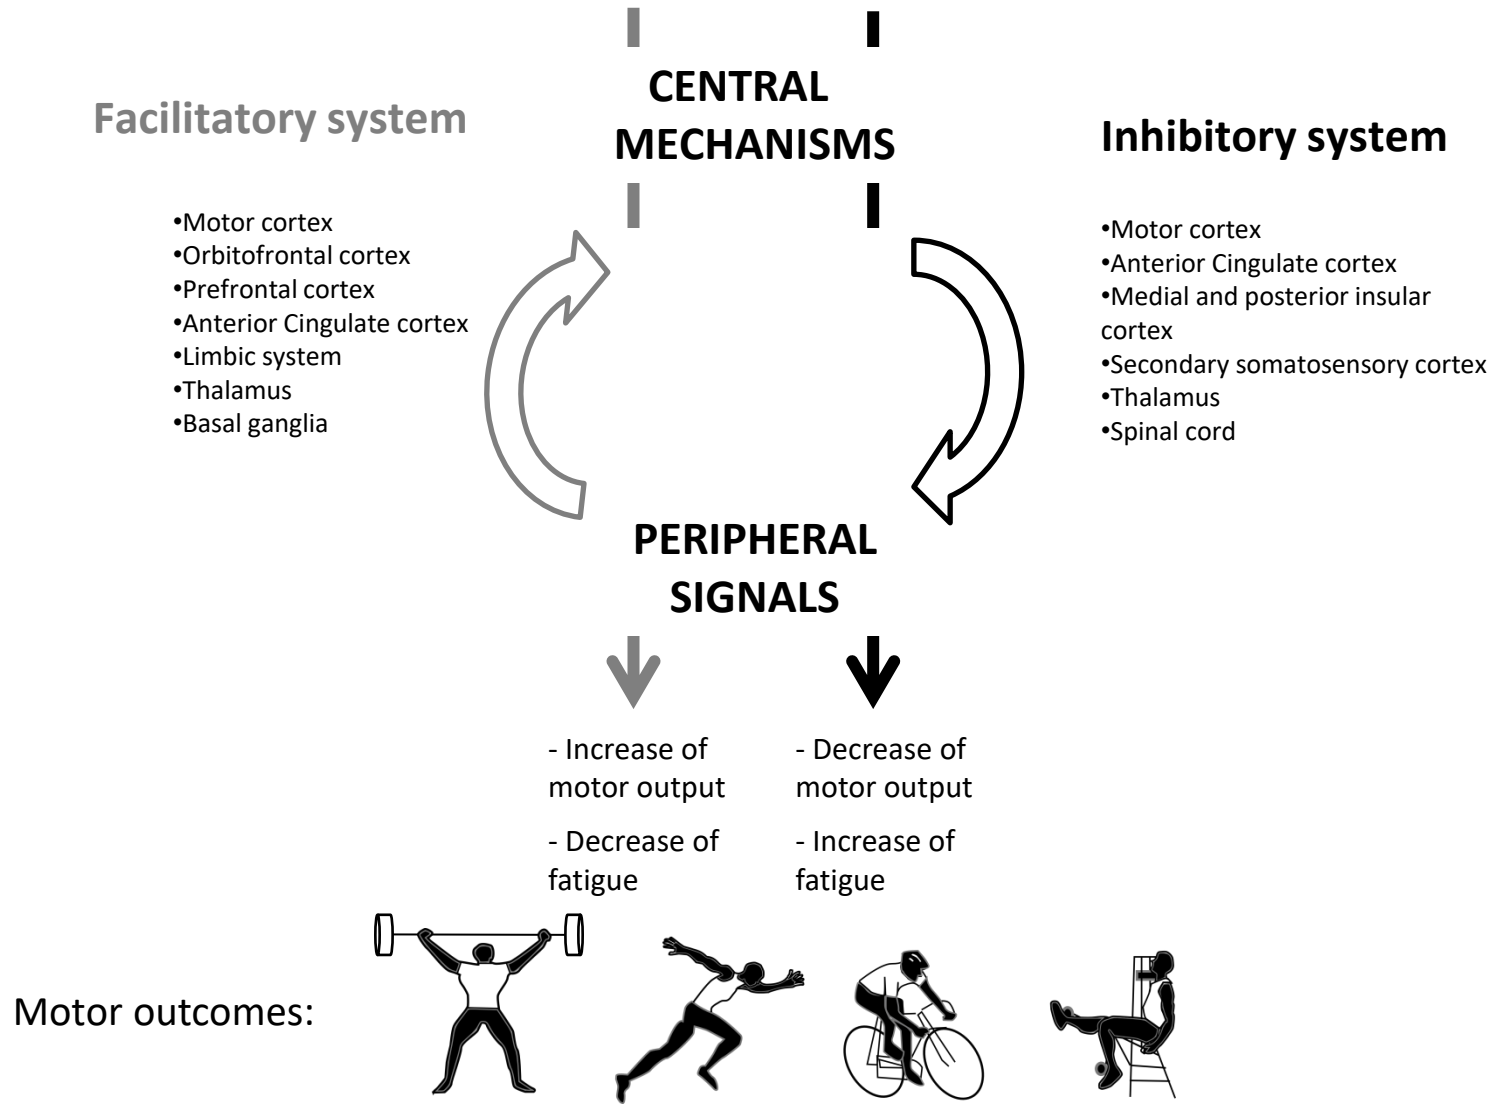 CENTRAL
MECHANISMS
Facilitatory system
•Motor cortex
•Orbitofrontal cortex
•Prefrontal cortex
•Anterior Cingulate cortex
•Limbic system
•Thalamus
•Basal ganglia
Inhibitory system
•Motor cortex
•Anterior Cingulate cortex
•Medial and posterior insular
cortex
•Secondary somatosensory cortex
•Thalamus
•Spinal cord
PERIPHERAL
SIGNALS
- Increase of
motor output
- Decrease of
fatigue
- Decrease of
motor output
- Increase of
fatigue
Motor outcomes: